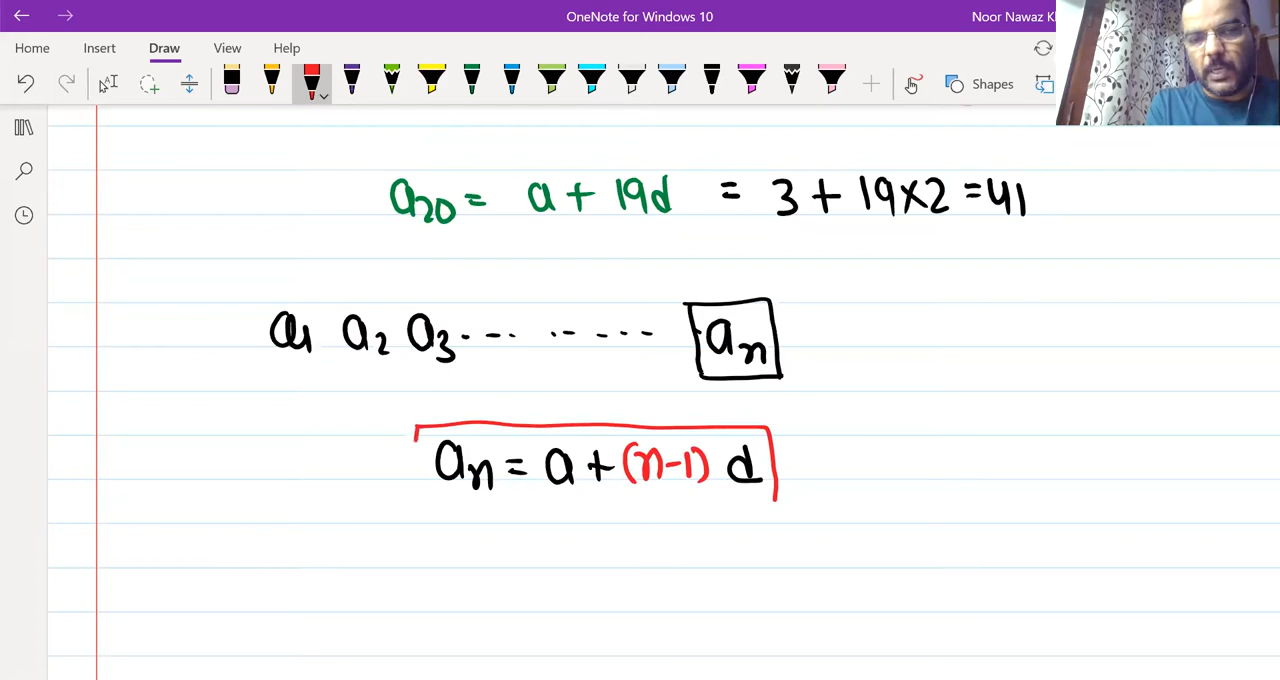 OneNote for Windows 10
Noor Nawaz Kh
Home Insert Draw View Help
Shapes
a₂₀ = a + 19d = 3 + 19×2 = 41
a₁ a₂ a₃ ... ... ... aₙ
aₙ = a + (n-1) d